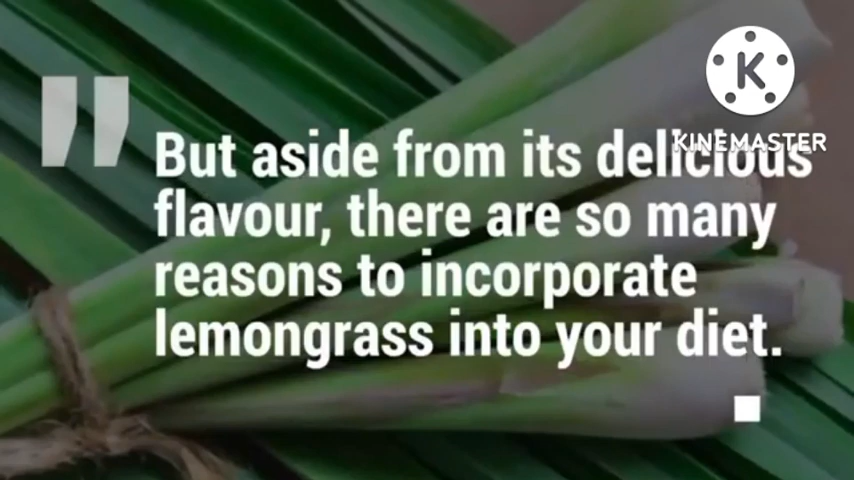 K
KINEMASTER
"
But aside from its delicious
flavour, there are so many
reasons to incorporate
lemongrass into your diet.